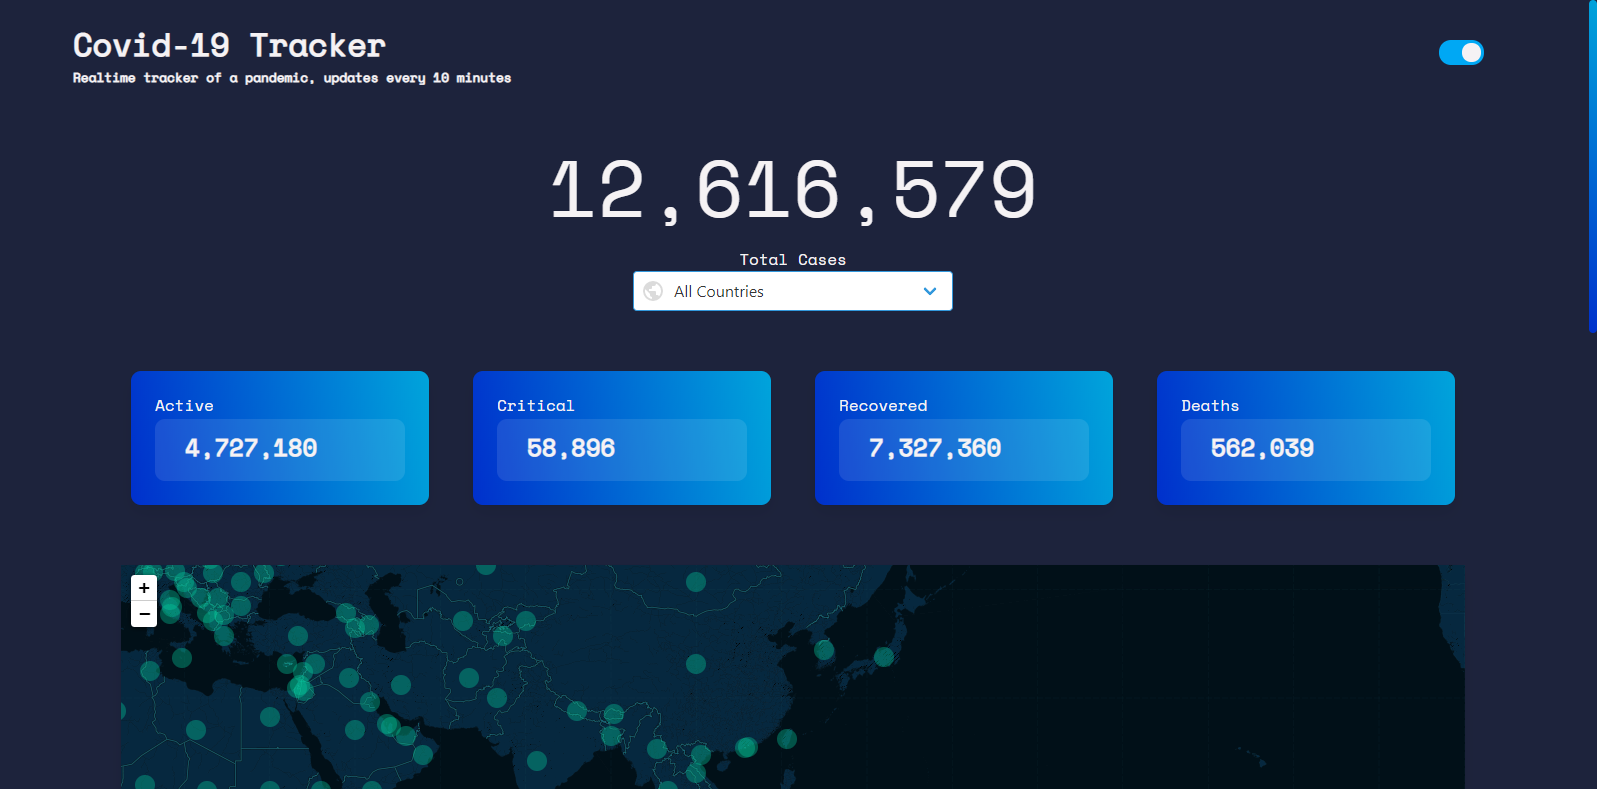 Covid-19 Tracker
Realtime tracker of a pandemic, updates every 10 minutes
12,616,579
Total Cases
All Countries
Active
4,727,180
Critical
58,896
Recovered
7,327,360
Deaths
562,039
+
−